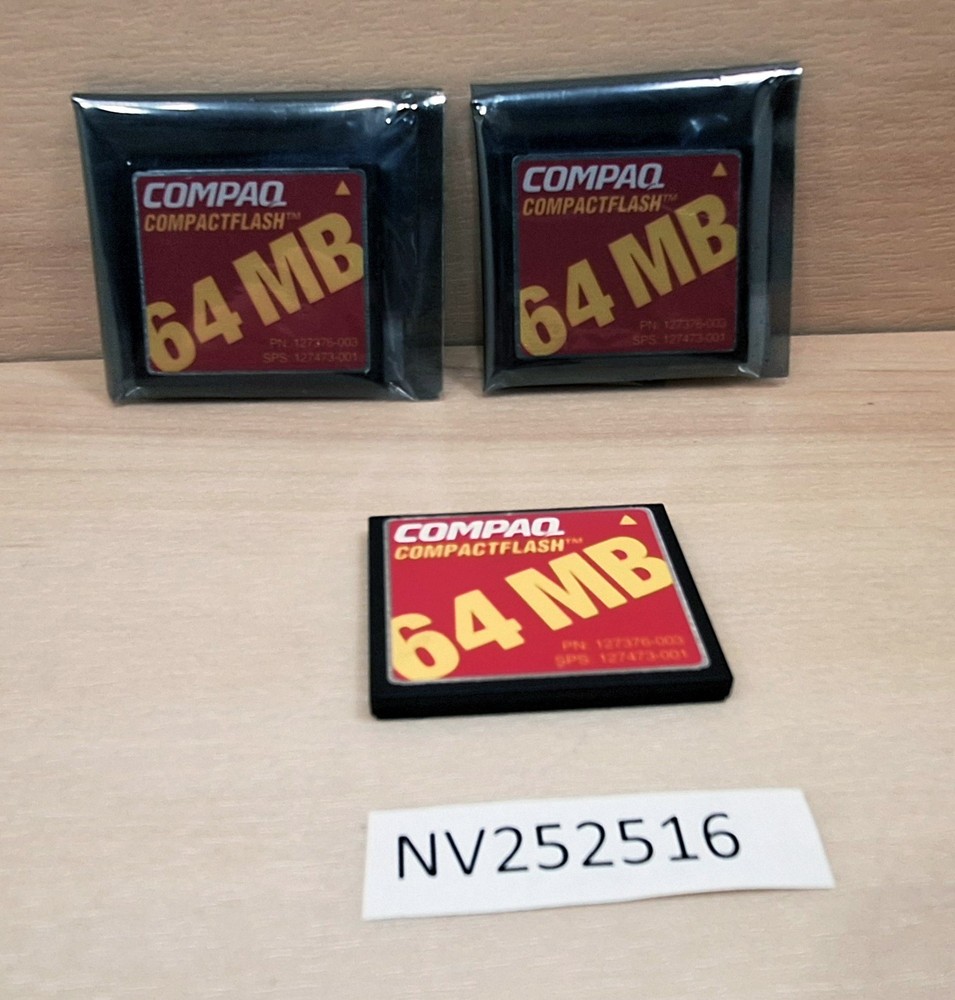 COMPAQ
COMPACTFLASH™
64 MB
PN: 127376-003
SPS: 127473-001
COMPAQ
COMPACTFLASH™
64 MB
PN: 127376-003
SPS: 127473-001
COMPAQ
COMPACTFLASH™
64 MB
PN: 127376-003
SPS: 127473-001
NV252516